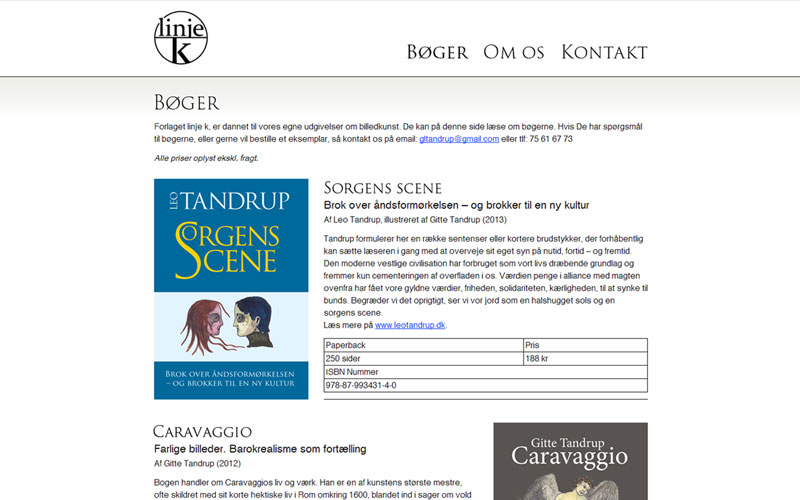 linje
k
BØGER OM OS KONTAKT
BØGER
Forlaget linje k, er dannet til vores egne udgivelser om billedkunst. De kan på denne side læse om bøgerne. Hvis De har spørgsmål
til bøgerne, eller gerne vil bestille et eksemplar, så kontakt os på email: gltandrup@gmail.com eller tlf: 75 61 67 73
Alle priser oplyst ekskl. fragt.
LEO TANDRUP
SORGENS
SCENE
BROK OVER ÅNDSFORMØRKELSEN
– OG BROKKER TIL EN NY KULTUR
SORGENS SCENE
Brok over åndsformørkelsen – og brokker til en ny kultur
Af Leo Tandrup, illustreret af Gitte Tandrup (2013)
Tandrup formulerer her en række sentenser eller kortere brudstykker, der forhåbentlig
kan sætte læseren i gang med at overveje sit eget syn på nutid, fortid – og fremtid.
Den moderne vestlige civilisation har forbruget som vort livs dræbende grundlag og
fremmer kun cementeringen af overfladen i os. Værdien penge i alliance med magten
ovenfra har fået vore gyldne værdier, friheden, solidariteten, kærligheden, til at synke til
bunds. Begræder vi det oprigtigt, ser vi vor jord som en halshugget sols og en
sorgens scene.
Læs mere på www.leotandrup.dk.
Paperback Pris
250 sider 188 kr
ISBN Nummer
978-87-993431-4-0
CARAVAGGIO
Farlige billeder. Barokrealisme som fortælling
Af Gitte Tandrup (2012)
Bogen handler om Caravaggios liv og værk. Han er en af kunstens største mestre,
ofte skildret med sit korte hektiske liv i Rom omkring 1600, blandet ind i sager om vold
Gitte Tandrup
Caravaggio